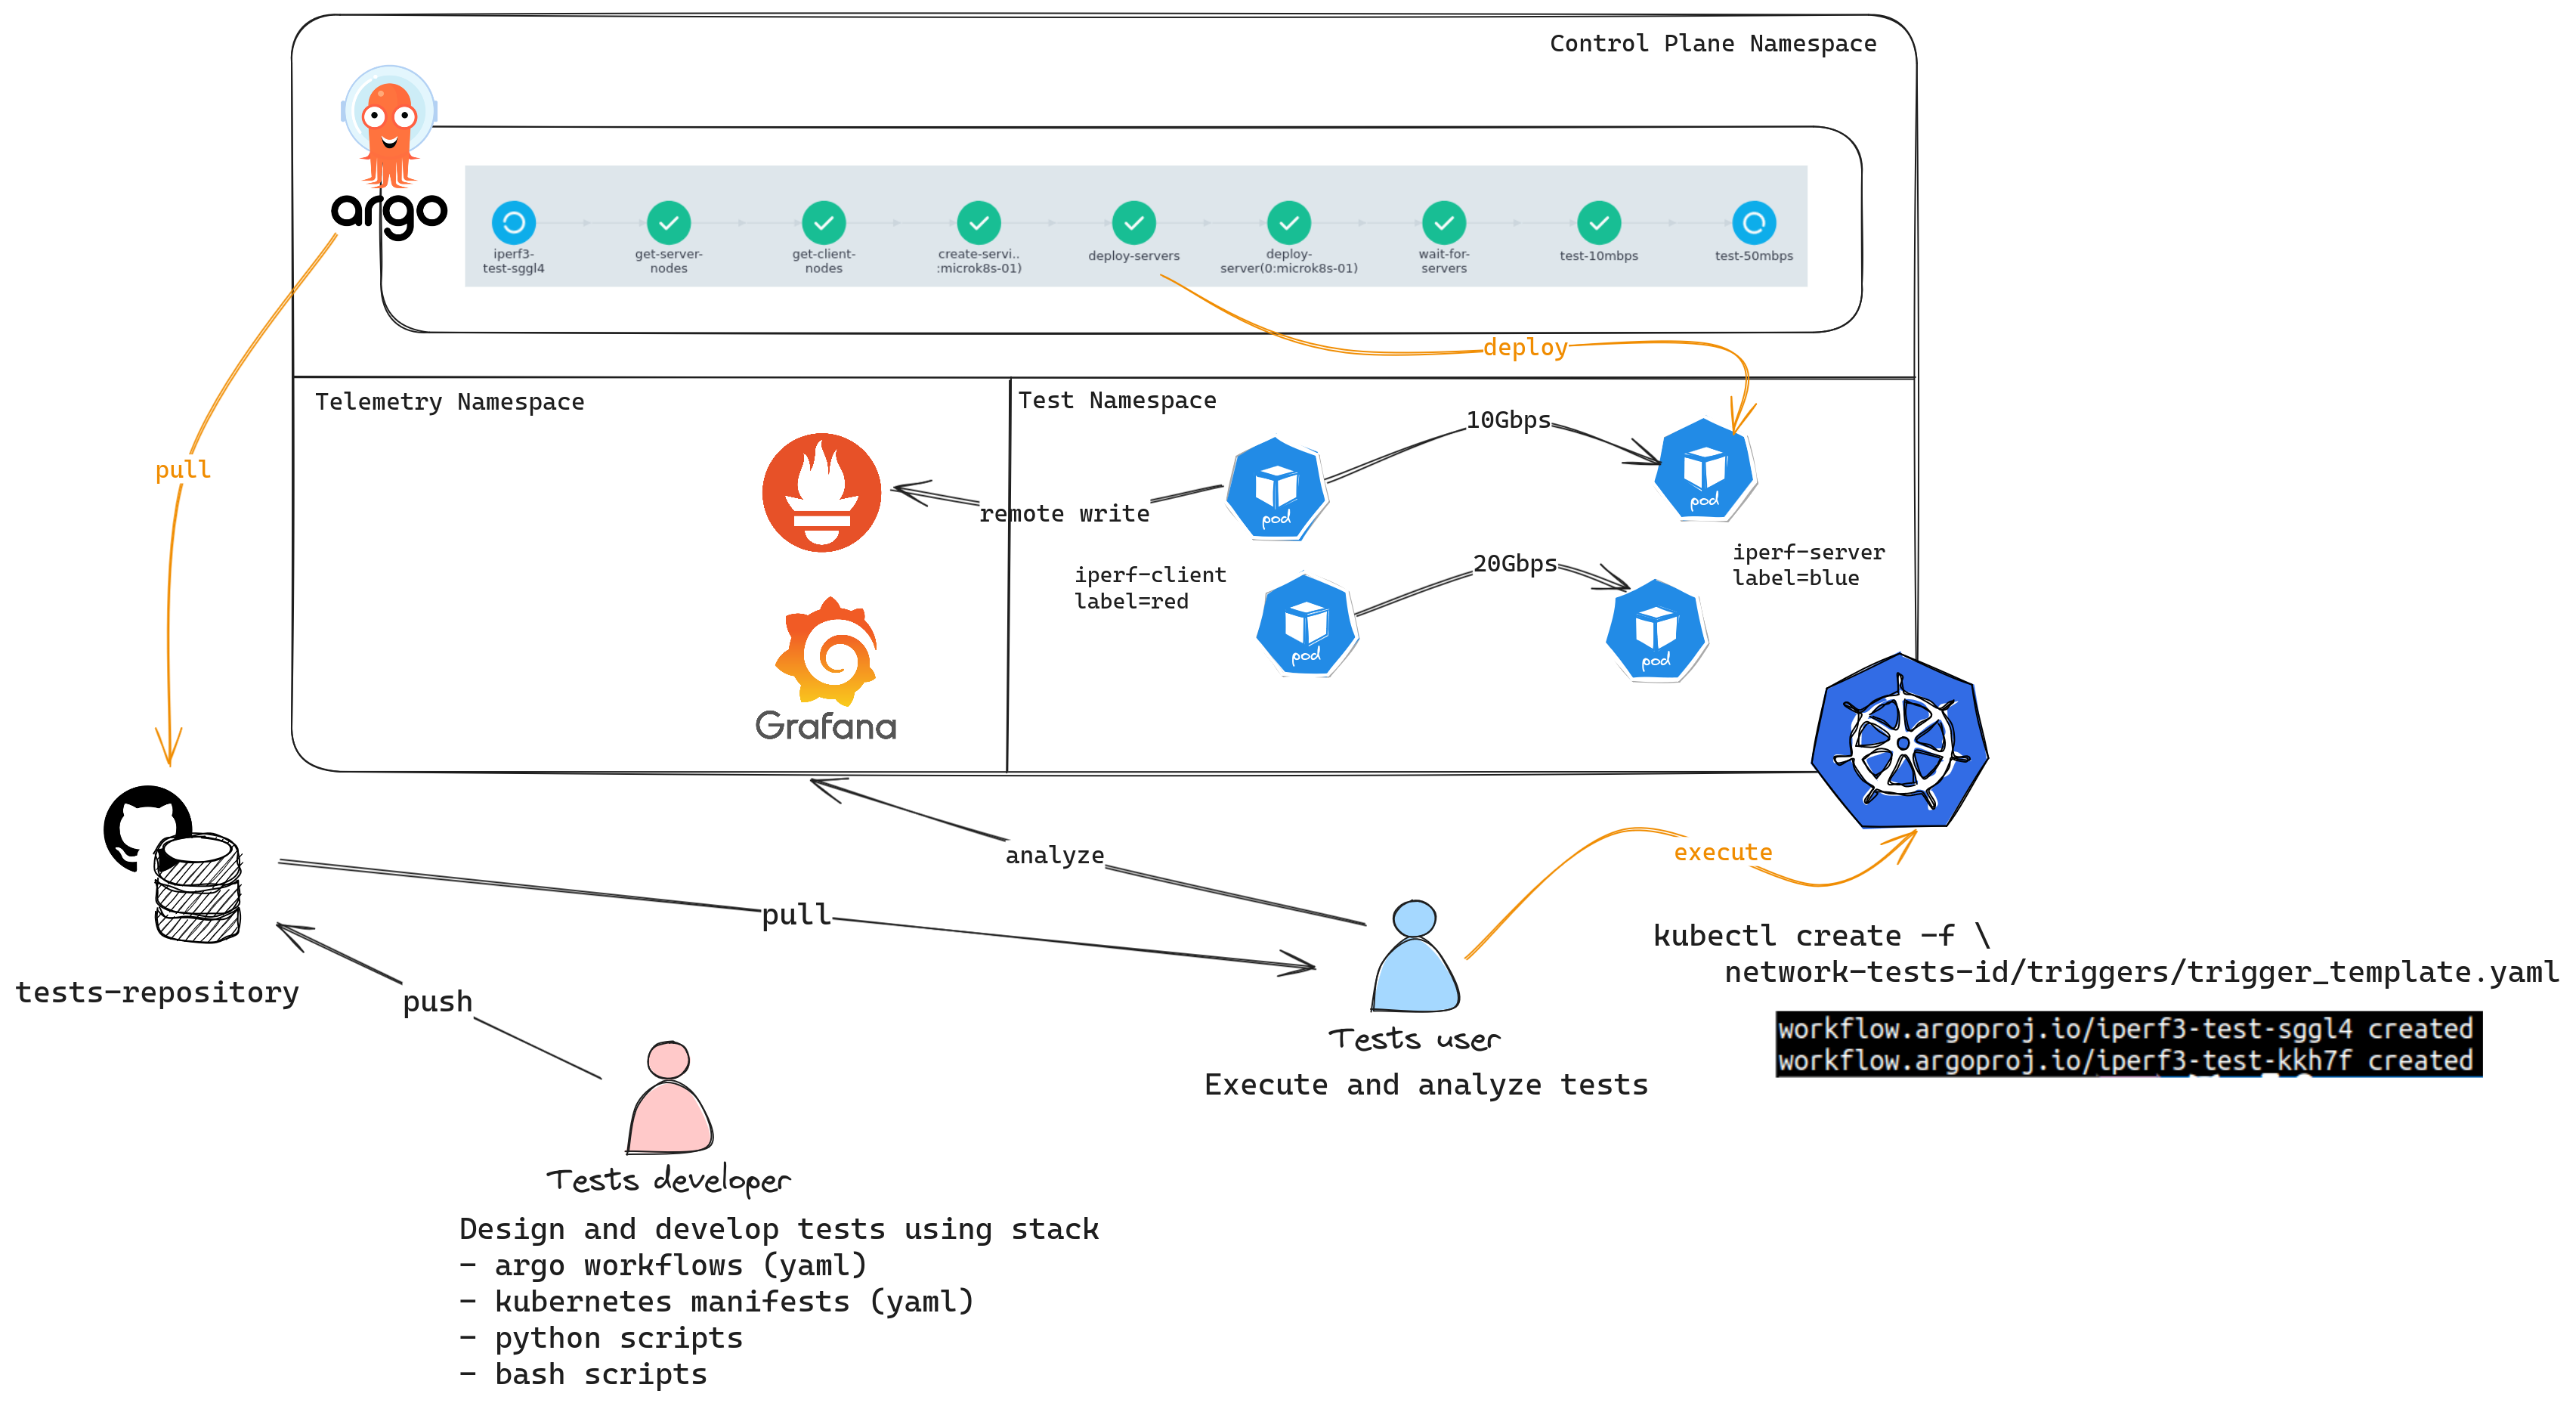 Control Plane Namespace
argo
iperf3-
test-sggl4
get-server-
nodes
get-client-
nodes
create-servi..
:microk8s-01)
deploy-servers
deploy-
server(0:microk8s-01)
wait-for-
servers
test-10mbps
test-50mbps
deploy
pull
Telemetry Namespace
Test Namespace
10Gbps
pod
pod
remote write
iperf-server
label=blue
iperf-client
label=red
20Gbps
pod
pod
Grafana
analyze
execute
pull
push
tests-repository
kubectl create -f \
network-tests-id/triggers/trigger_template.yaml
workflow.argoproj.io/iperf3-test-sggl4 created
workflow.argoproj.io/iperf3-test-kkh7f created
Tests user
Execute and analyze tests
Tests developer
Design and develop tests using stack
- argo workflows (yaml)
- kubernetes manifests (yaml)
- python scripts
- bash scripts